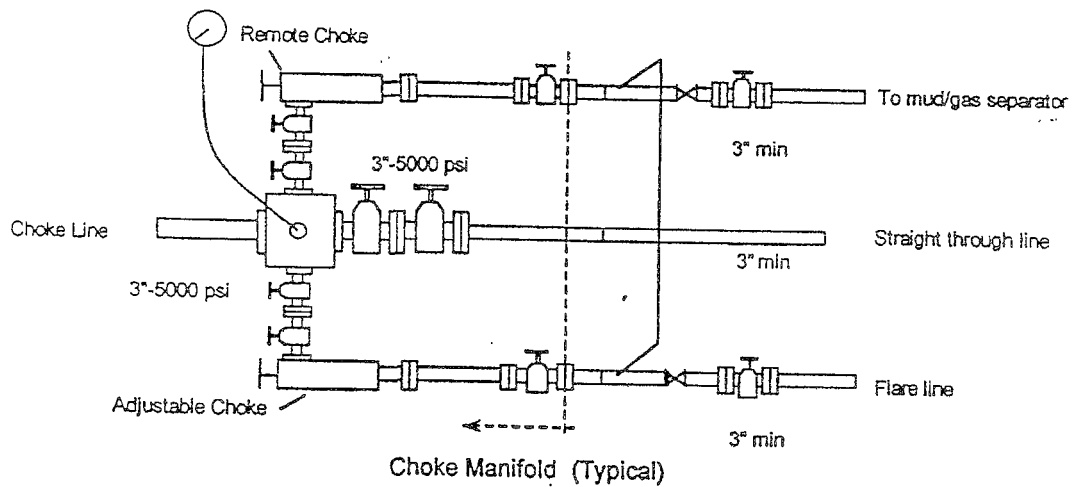 Remote Choke
To mud/gas separator
3" min
3"-5000 psi
Choke Line
Straight through line
3" min
3"-5000 psi
Flare line
Adjustable Choke
3" min
Choke Manifold (Typical)